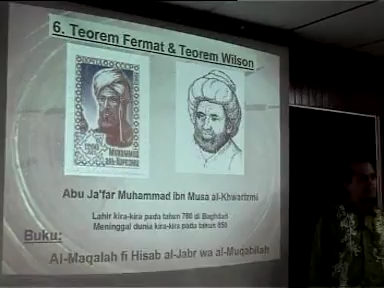 6. Teorem Fermat & Teorem Wilson
1200 лет
Abu Ja'far Muhammad ibn Musa al-Khwarizmi
Lahir kira-kira pada tahun 780 di Baghdad
Meninggal dunia kira-kira pada tahun 850
Buku:
Al-Maqalah fi Hisab al-Jabr wa al-Muqabilah